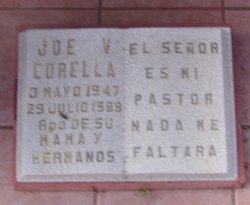 JOE V.
CORELLA
3 MAYO 1947
29 JULIO 1988
RpO DE SU
MAMA Y
HERMANOS
EL SEÑOR
ES MI
PASTOR
NADA ME
FALTARA